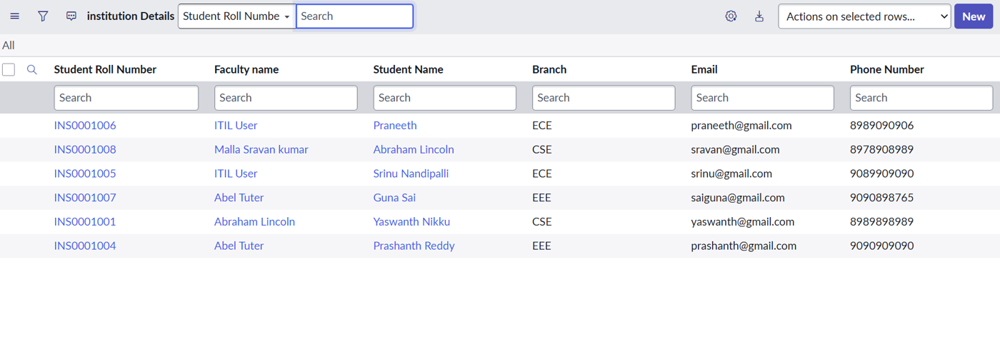 institution Details Student Roll Numbe Search Actions on selected rows... New
All
Student Roll Number Faculty name Student Name Branch Email Phone Number
Search Search Search Search Search Search
INS0001006 ITIL User Praneeth ECE praneeth@gmail.com 8989090906
INS0001008 Malla Sravan kumar Abraham Lincoln CSE sravan@gmail.com 8978908989
INS0001005 ITIL User Srinu Nandipalli ECE srinu@gmail.com 9089909090
INS0001007 Abel Tuter Guna Sai EEE saiguna@gmail.com 9090898765
INS0001001 Abraham Lincoln Yaswanth Nikku CSE yaswanth@gmail.com 8989898989
INS0001004 Abel Tuter Prashanth Reddy EEE prashanth@gmail.com 9090909090